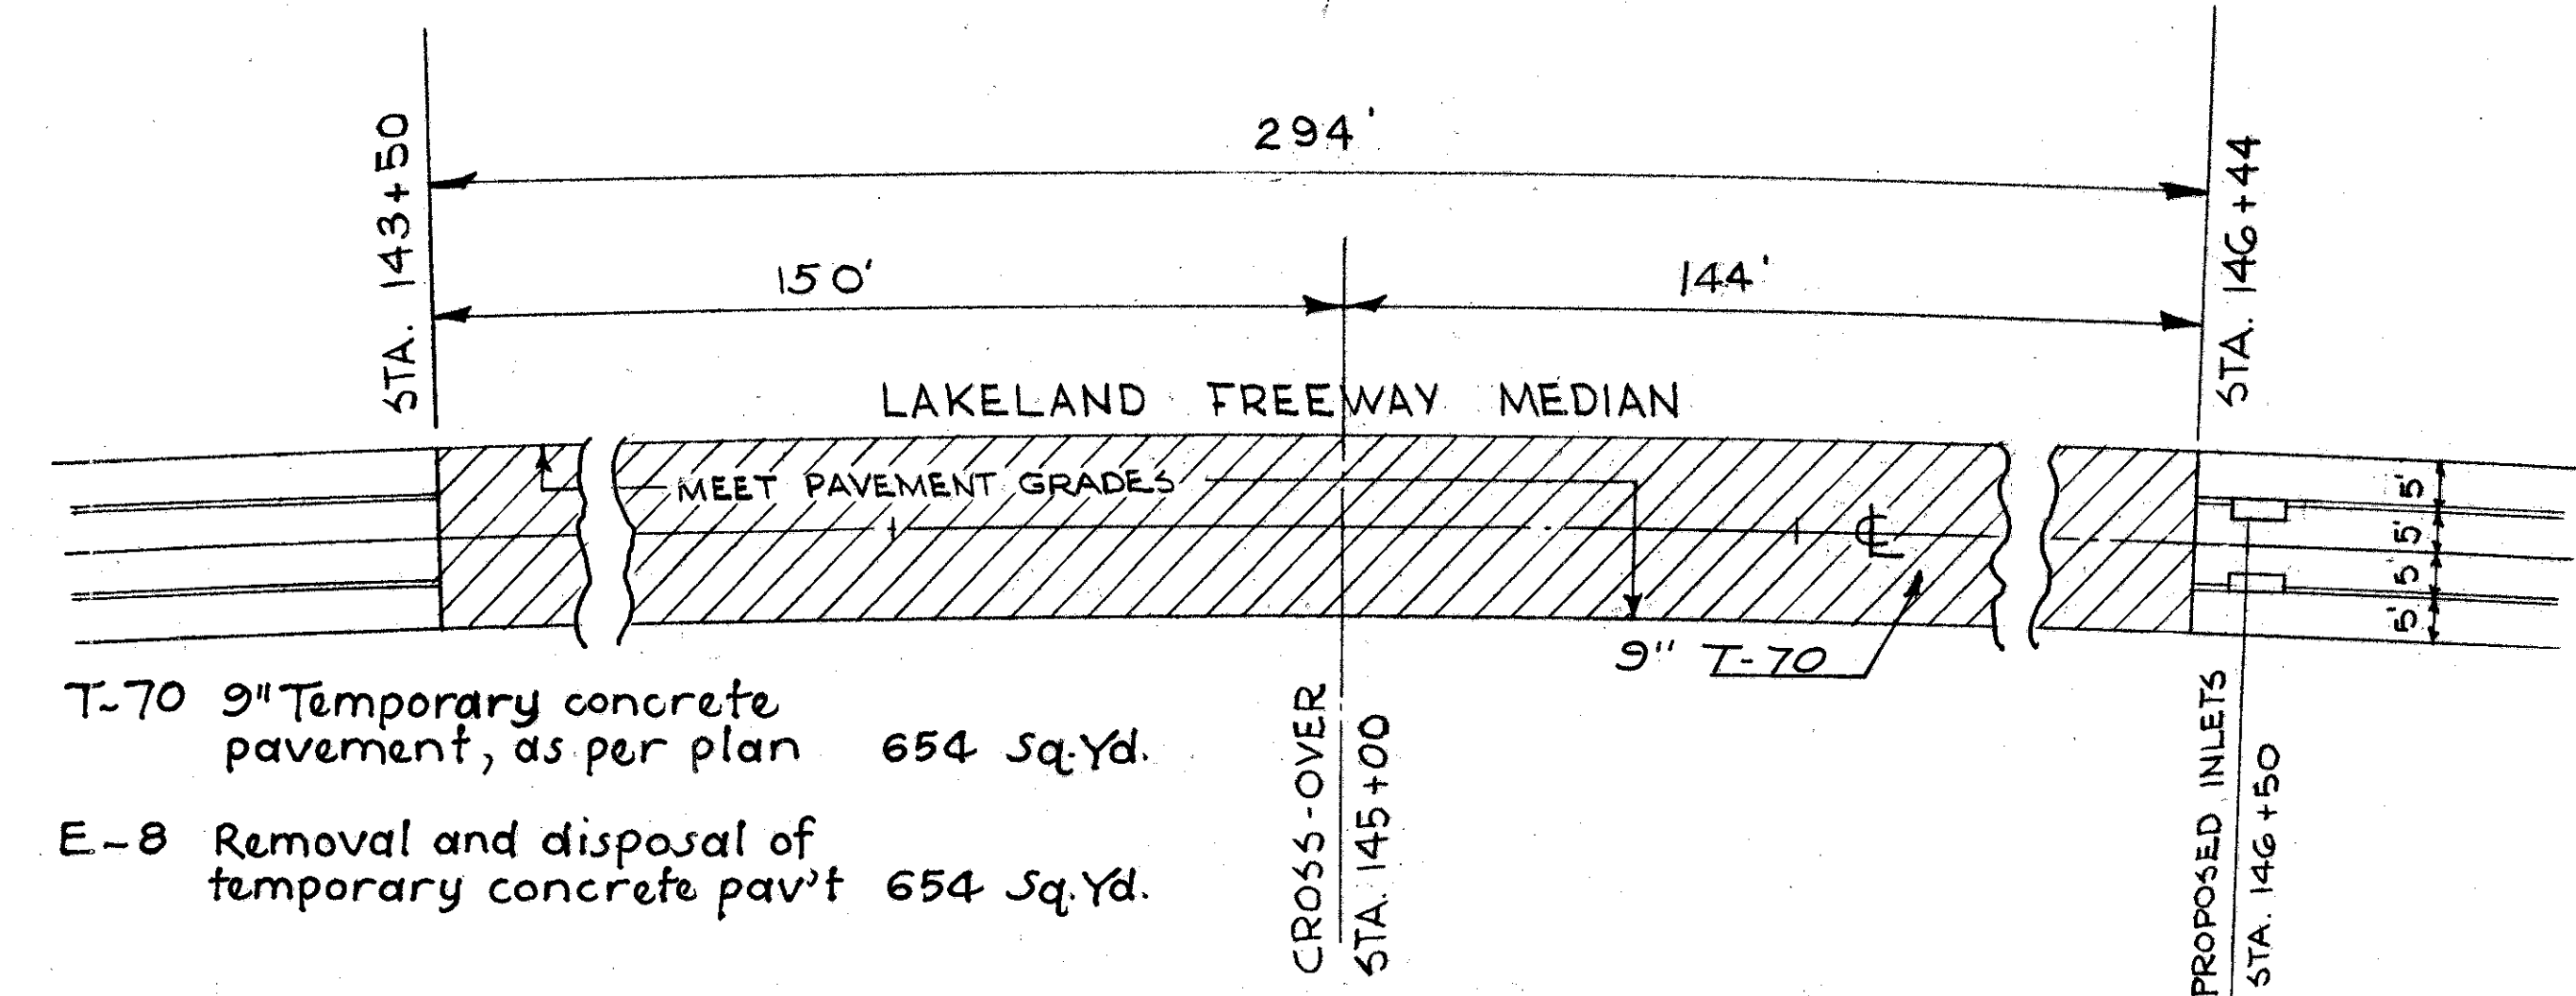 294'
STA. 143+50
STA. 146+44
150'
144'
LAKELAND FREEWAY MEDIAN
MEET PAVEMENT GRADES
℄
5'
5'
5'
5'
9" T-70
T-70 9" Temporary concrete
pavement, as per plan 654 Sq.Yd.
E-8 Removal and disposal of
temporary concrete pav't 654 Sq.Yd.
CROSS-OVER
STA. 145+00
PROPOSED INLETS
STA. 146+50